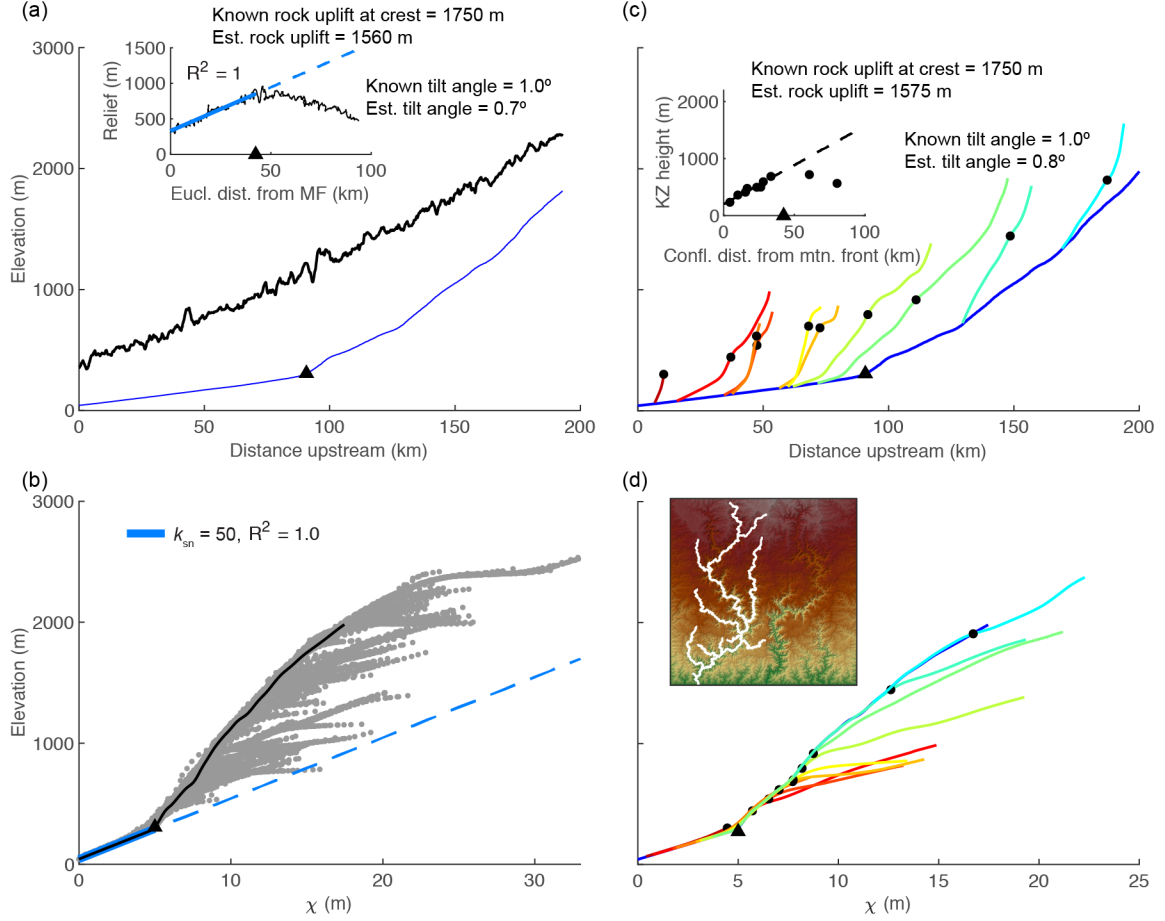 (a)
Known rock uplift at crest = 1750 m
Est. rock uplift = 1560 m
R² = 1
Known tilt angle = 1.0º
Est. tilt angle = 0.7º
Relief (m)
1500
1000
500
0
0
50
100
Eucl. dist. from MF (km)
Elevation (m)
3000
2000
1000
0
0
50
100
150
200
Distance upstream (km)
(c)
Known rock uplift at crest = 1750 m
Est. rock uplift = 1575 m
Known tilt angle = 1.0º
Est. tilt angle = 0.8º
KZ height (m)
2000
1000
0
0
50
100
Confl. dist. from mtn. front (km)
0
50
100
150
200
Distance upstream (km)
(b)
k_sn = 50, R² = 1.0
Elevation (m)
3000
2000
1000
0
0
10
20
30
χ (m)
(d)
0
5
10
15
20
25
χ (m)